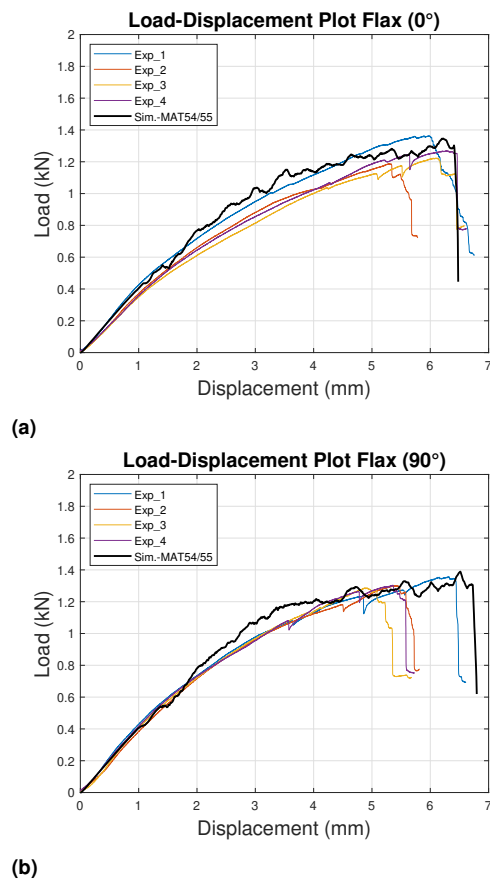 Load-Displacement Plot Flax (0°)
2
1.8
1.6
1.4
1.2
1
0.8
0.6
0.4
0.2
0
Load (kN)
Exp_1
Exp_2
Exp_3
Exp_4
Sim.-MAT54/55
0 1 2 3 4 5 6 7
Displacement (mm)
(a)
Load-Displacement Plot Flax (90°)
2
1.8
1.6
1.4
1.2
1
0.8
0.6
0.4
0.2
0
Load (kN)
Exp_1
Exp_2
Exp_3
Exp_4
Sim.-MAT54/55
0 1 2 3 4 5 6 7
Displacement (mm)
(b)